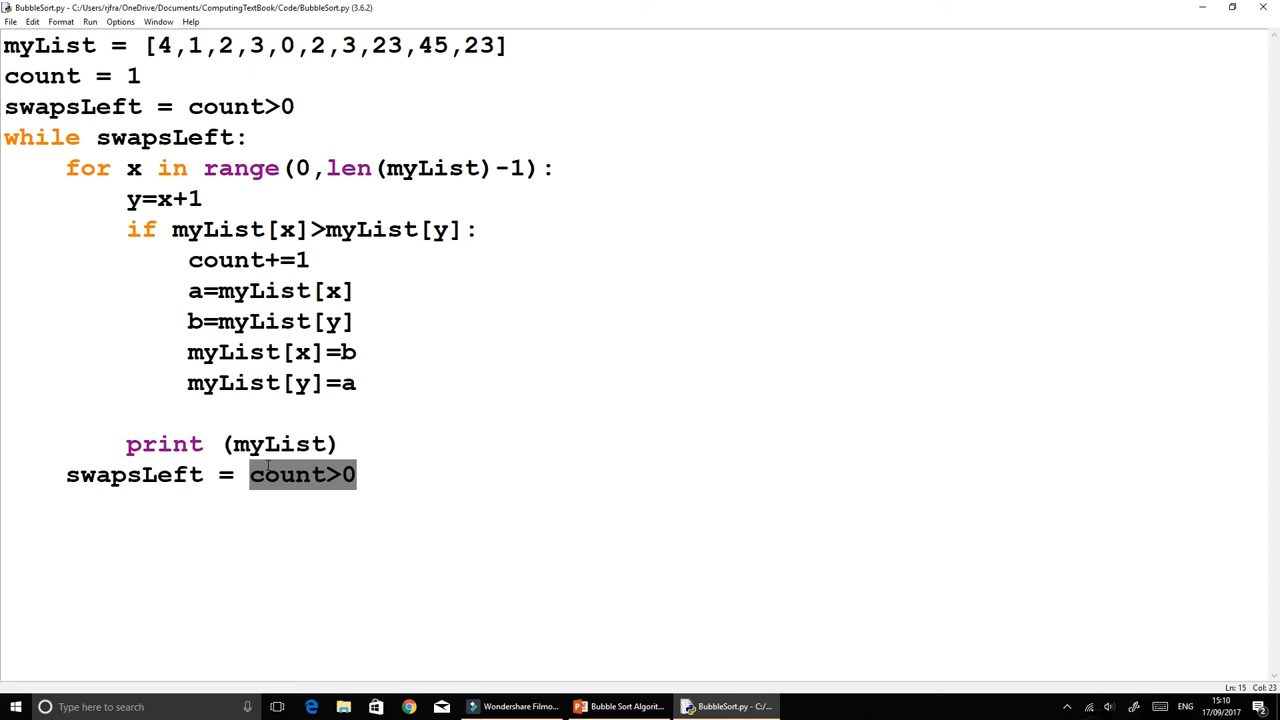 BubbleSort.py - C:/Users/rjfra/OneDrive/Documents/ComputingTextBook/Code/BubbleSort.py (3.6.2)
File Edit Format Run Options Window Help
myList = [4,1,2,3,0,2,3,23,45,23]
count = 1
swapsLeft = count>0
while swapsLeft:
    for x in range(0,len(myList)-1):
        y=x+1
        if myList[x]>myList[y]:
            count+=1
            a=myList[x]
            b=myList[y]
            myList[x]=b
            myList[y]=a
        print (myList)
    swapsLeft = count>0
Ln: 15 Col: 23
Type here to search
Wondershare Filmo...
Bubble Sort Algorit...
BubbleSort.py - C:/...
ENG
15:10
17/09/2017